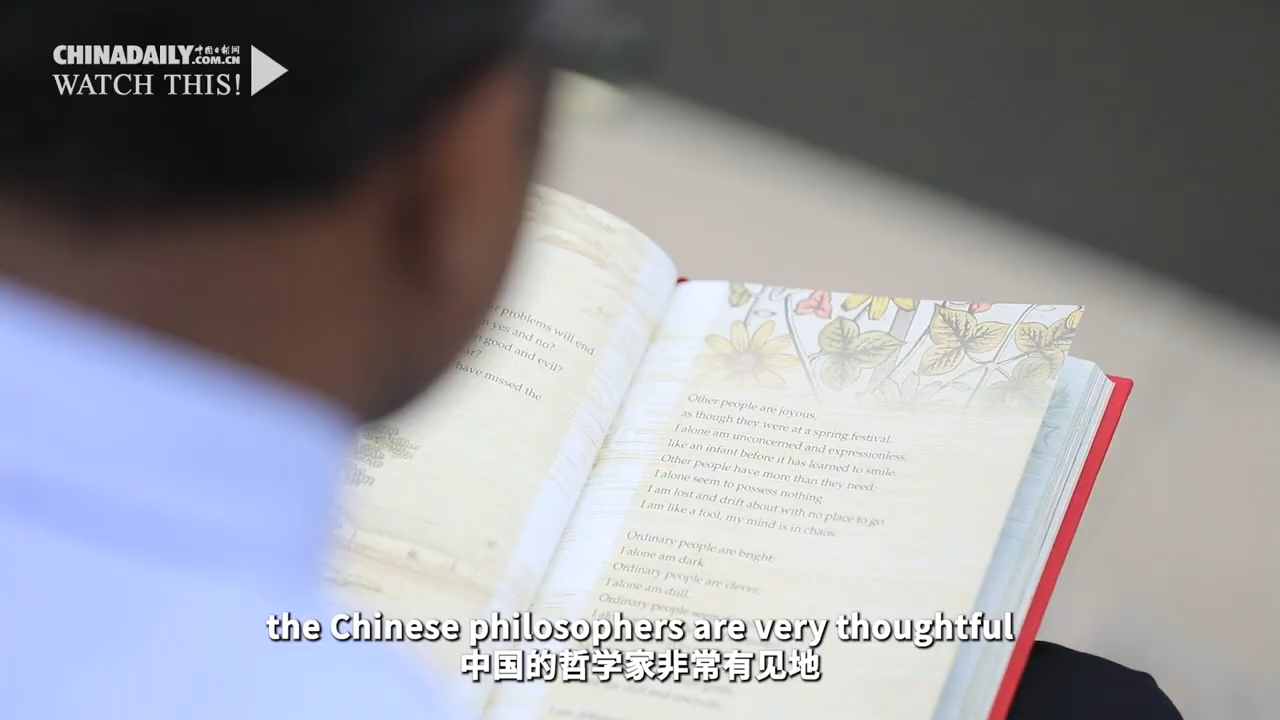 CHINADAILY 中国日报网
.COM.CN
WATCH THIS!
problems will end.
yes and no?
good and evil?
have missed the
Other people are joyous,
as though they were at a spring festival.
I alone am unconcerned and expressionless,
like an infant before it has learned to smile.
Other people have more than they need;
I alone seem to possess nothing.
I am lost and drift about with no place to go.
I am like a fool, my mind is in chaos.
Ordinary people are bright;
I alone am dark.
Ordinary people are clever;
I alone am dull.
Ordinary people
the Chinese philosophers are very thoughtful
中国的哲学家非常有见地